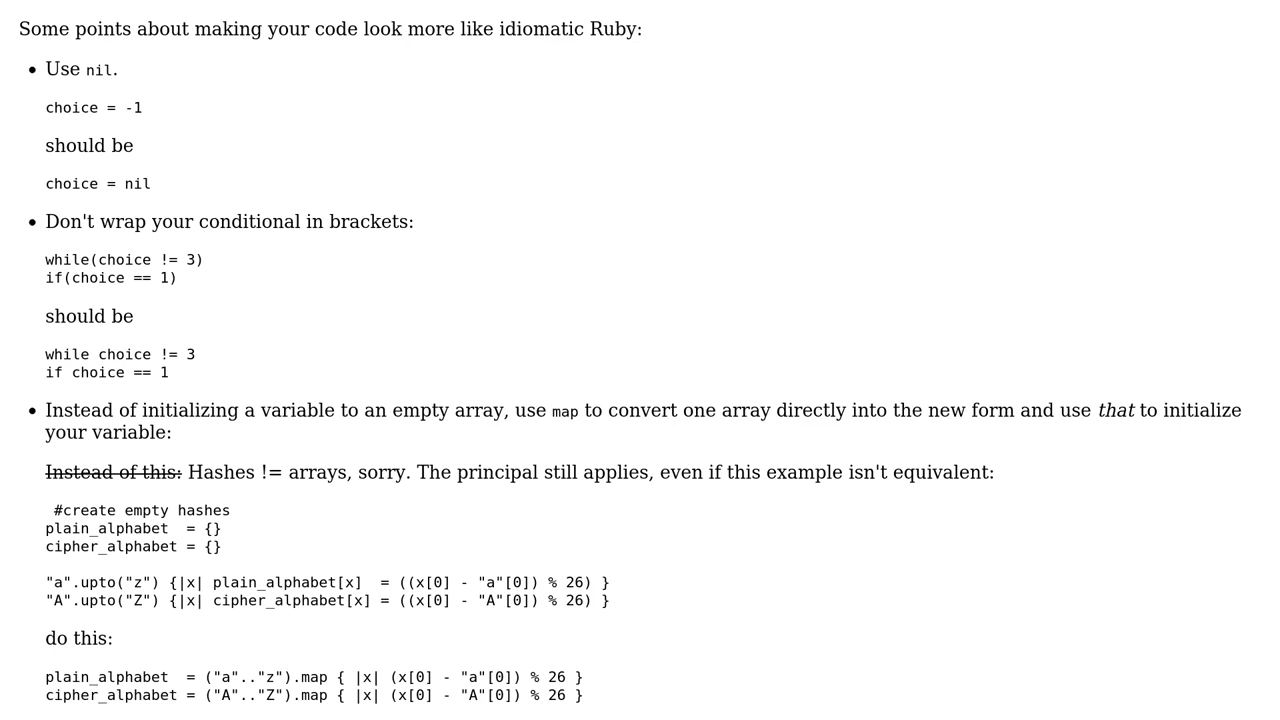 Some points about making your code look more like idiomatic Ruby:
Use nil.
choice = -1
should be
choice = nil
Don't wrap your conditional in brackets:
while(choice != 3)
if(choice == 1)
should be
while choice != 3
if choice == 1
Instead of initializing a variable to an empty array, use map to convert one array directly into the new form and use that to initialize
your variable:
Instead of this: Hashes != arrays, sorry. The principal still applies, even if this example isn't equivalent:
#create empty hashes
plain_alphabet  = {}
cipher_alphabet = {}
"a".upto("z") {|x| plain_alphabet[x]  = ((x[0] - "a"[0]) % 26) }
"A".upto("Z") {|x| cipher_alphabet[x] = ((x[0] - "A"[0]) % 26) }
do this:
plain_alphabet  = ("a".."z").map { |x| (x[0] - "a"[0]) % 26 }
cipher_alphabet = ("A".."Z").map { |x| (x[0] - "A"[0]) % 26 }